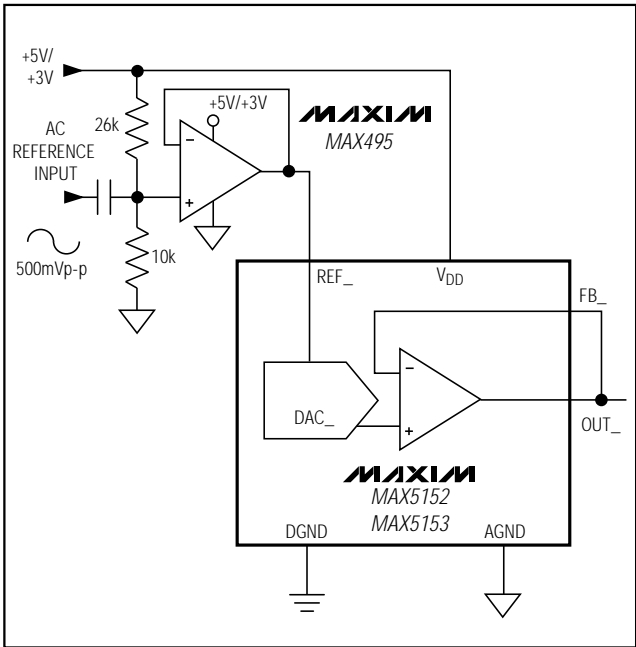 +5V/
+3V
26k
+5V/+3V
MAXIM
MAX495
AC
REFERENCE
INPUT
−
+
10k
500mVp-p
REF_
VDD
FB_
−
DAC_
+
OUT_
MAXIM
MAX5152
MAX5153
DGND
AGND